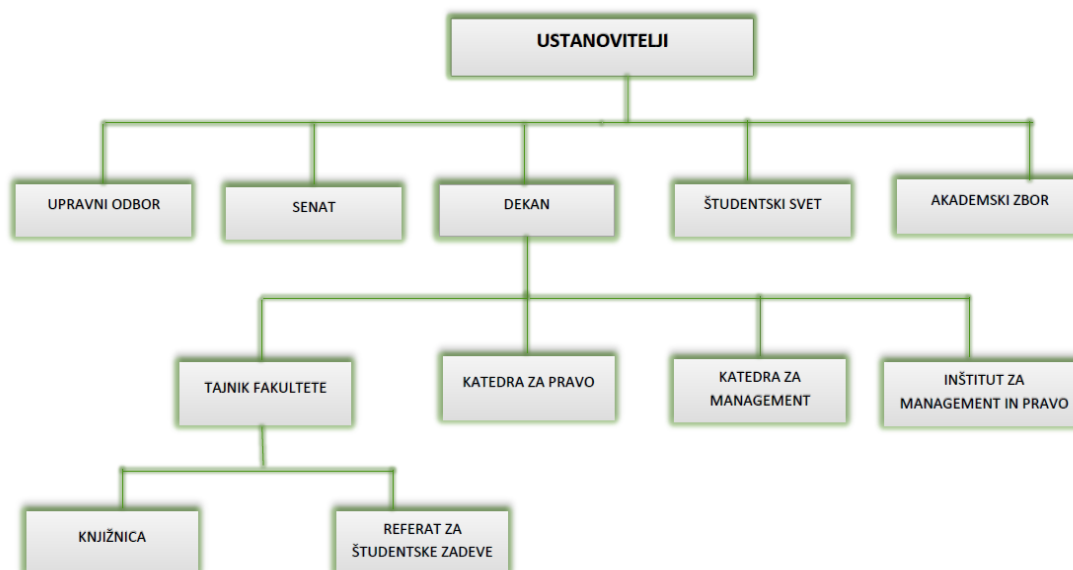 USTANOVITELJI
UPRAVNI ODBOR
SENAT
DEKAN
ŠTUDENTSKI SVET
AKADEMSKI ZBOR
TAJNIK FAKULTETE
KATEDRA ZA PRAVO
KATEDRA ZA
MANAGEMENT
INŠTITUT ZA
MANAGEMENT IN PRAVO
KNJIŽNICA
REFERAT ZA
ŠTUDENTSKE ZADEVE